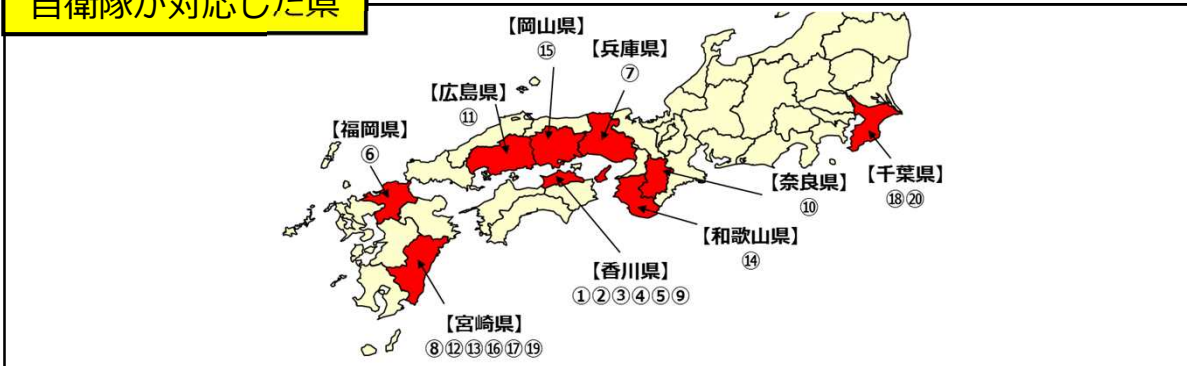 自衛隊が対応した県
【岡山県】
⑮
【兵庫県】
⑦
【広島県】
⑪
【福岡県】
⑥
【奈良県】
⑩
【千葉県】
⑱⑳
【和歌山県】
⑭
【香川県】
①②③④⑤⑨
【宮崎県】
⑧⑫⑬⑯⑰⑲